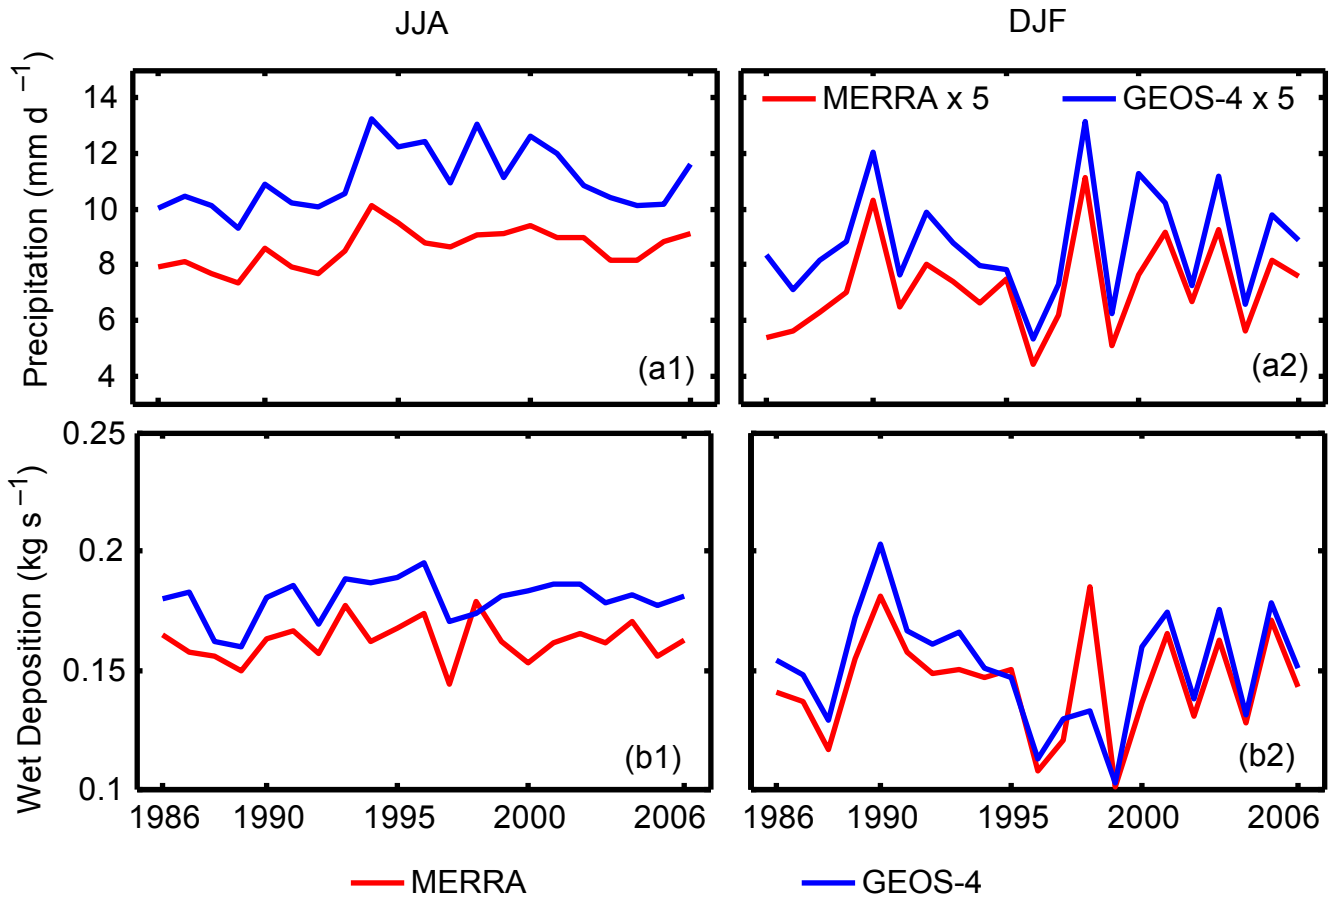 JJA
DJF
Precipitation (mm d −1)
14
12
10
8
6
4
(a1)
MERRA x 5
GEOS-4 x 5
(a2)
Wet Deposition (kg s −1)
0.25
0.2
0.15
0.1
(b1)
(b2)
1986 1990 1995 2000 2006
1986 1990 1995 2000 2006
MERRA
GEOS-4